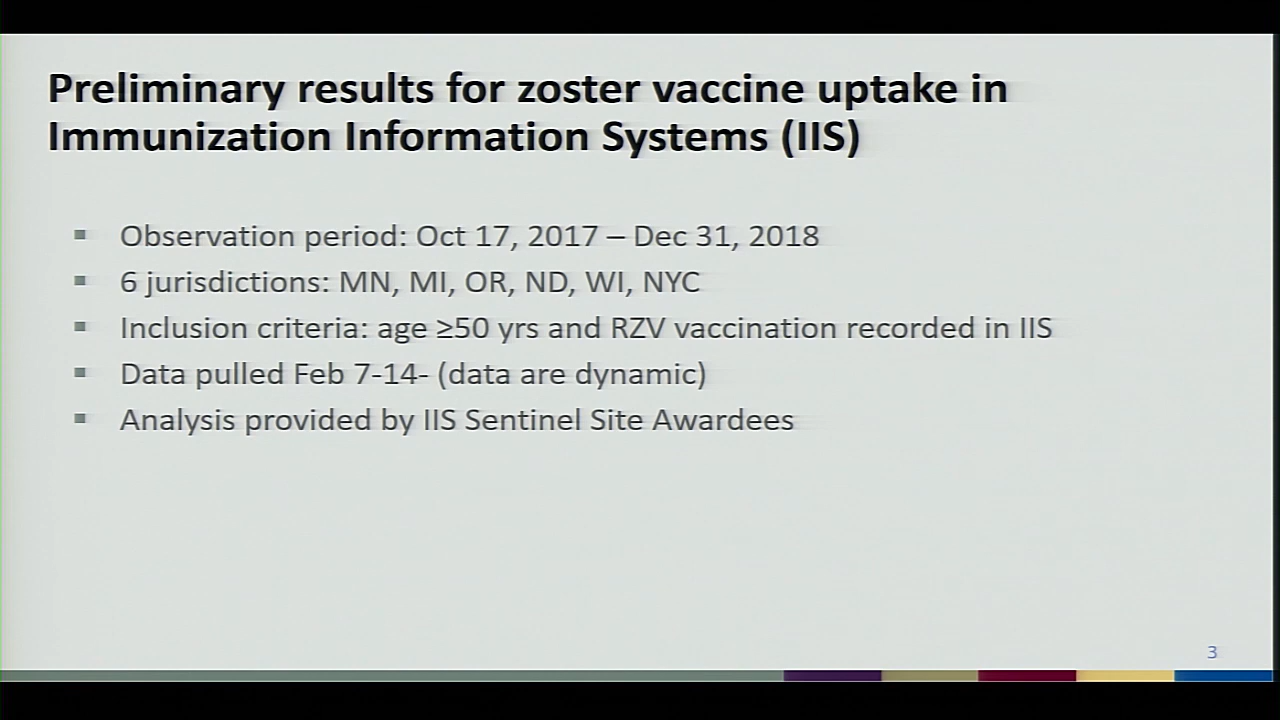 Preliminary results for zoster vaccine uptake in
Immunization Information Systems (IIS)
Observation period: Oct 17, 2017 – Dec 31, 2018
6 jurisdictions: MN, MI, OR, ND, WI, NYC
Inclusion criteria: age ≥50 yrs and RZV vaccination recorded in IIS
Data pulled Feb 7-14- (data are dynamic)
Analysis provided by IIS Sentinel Site Awardees
3